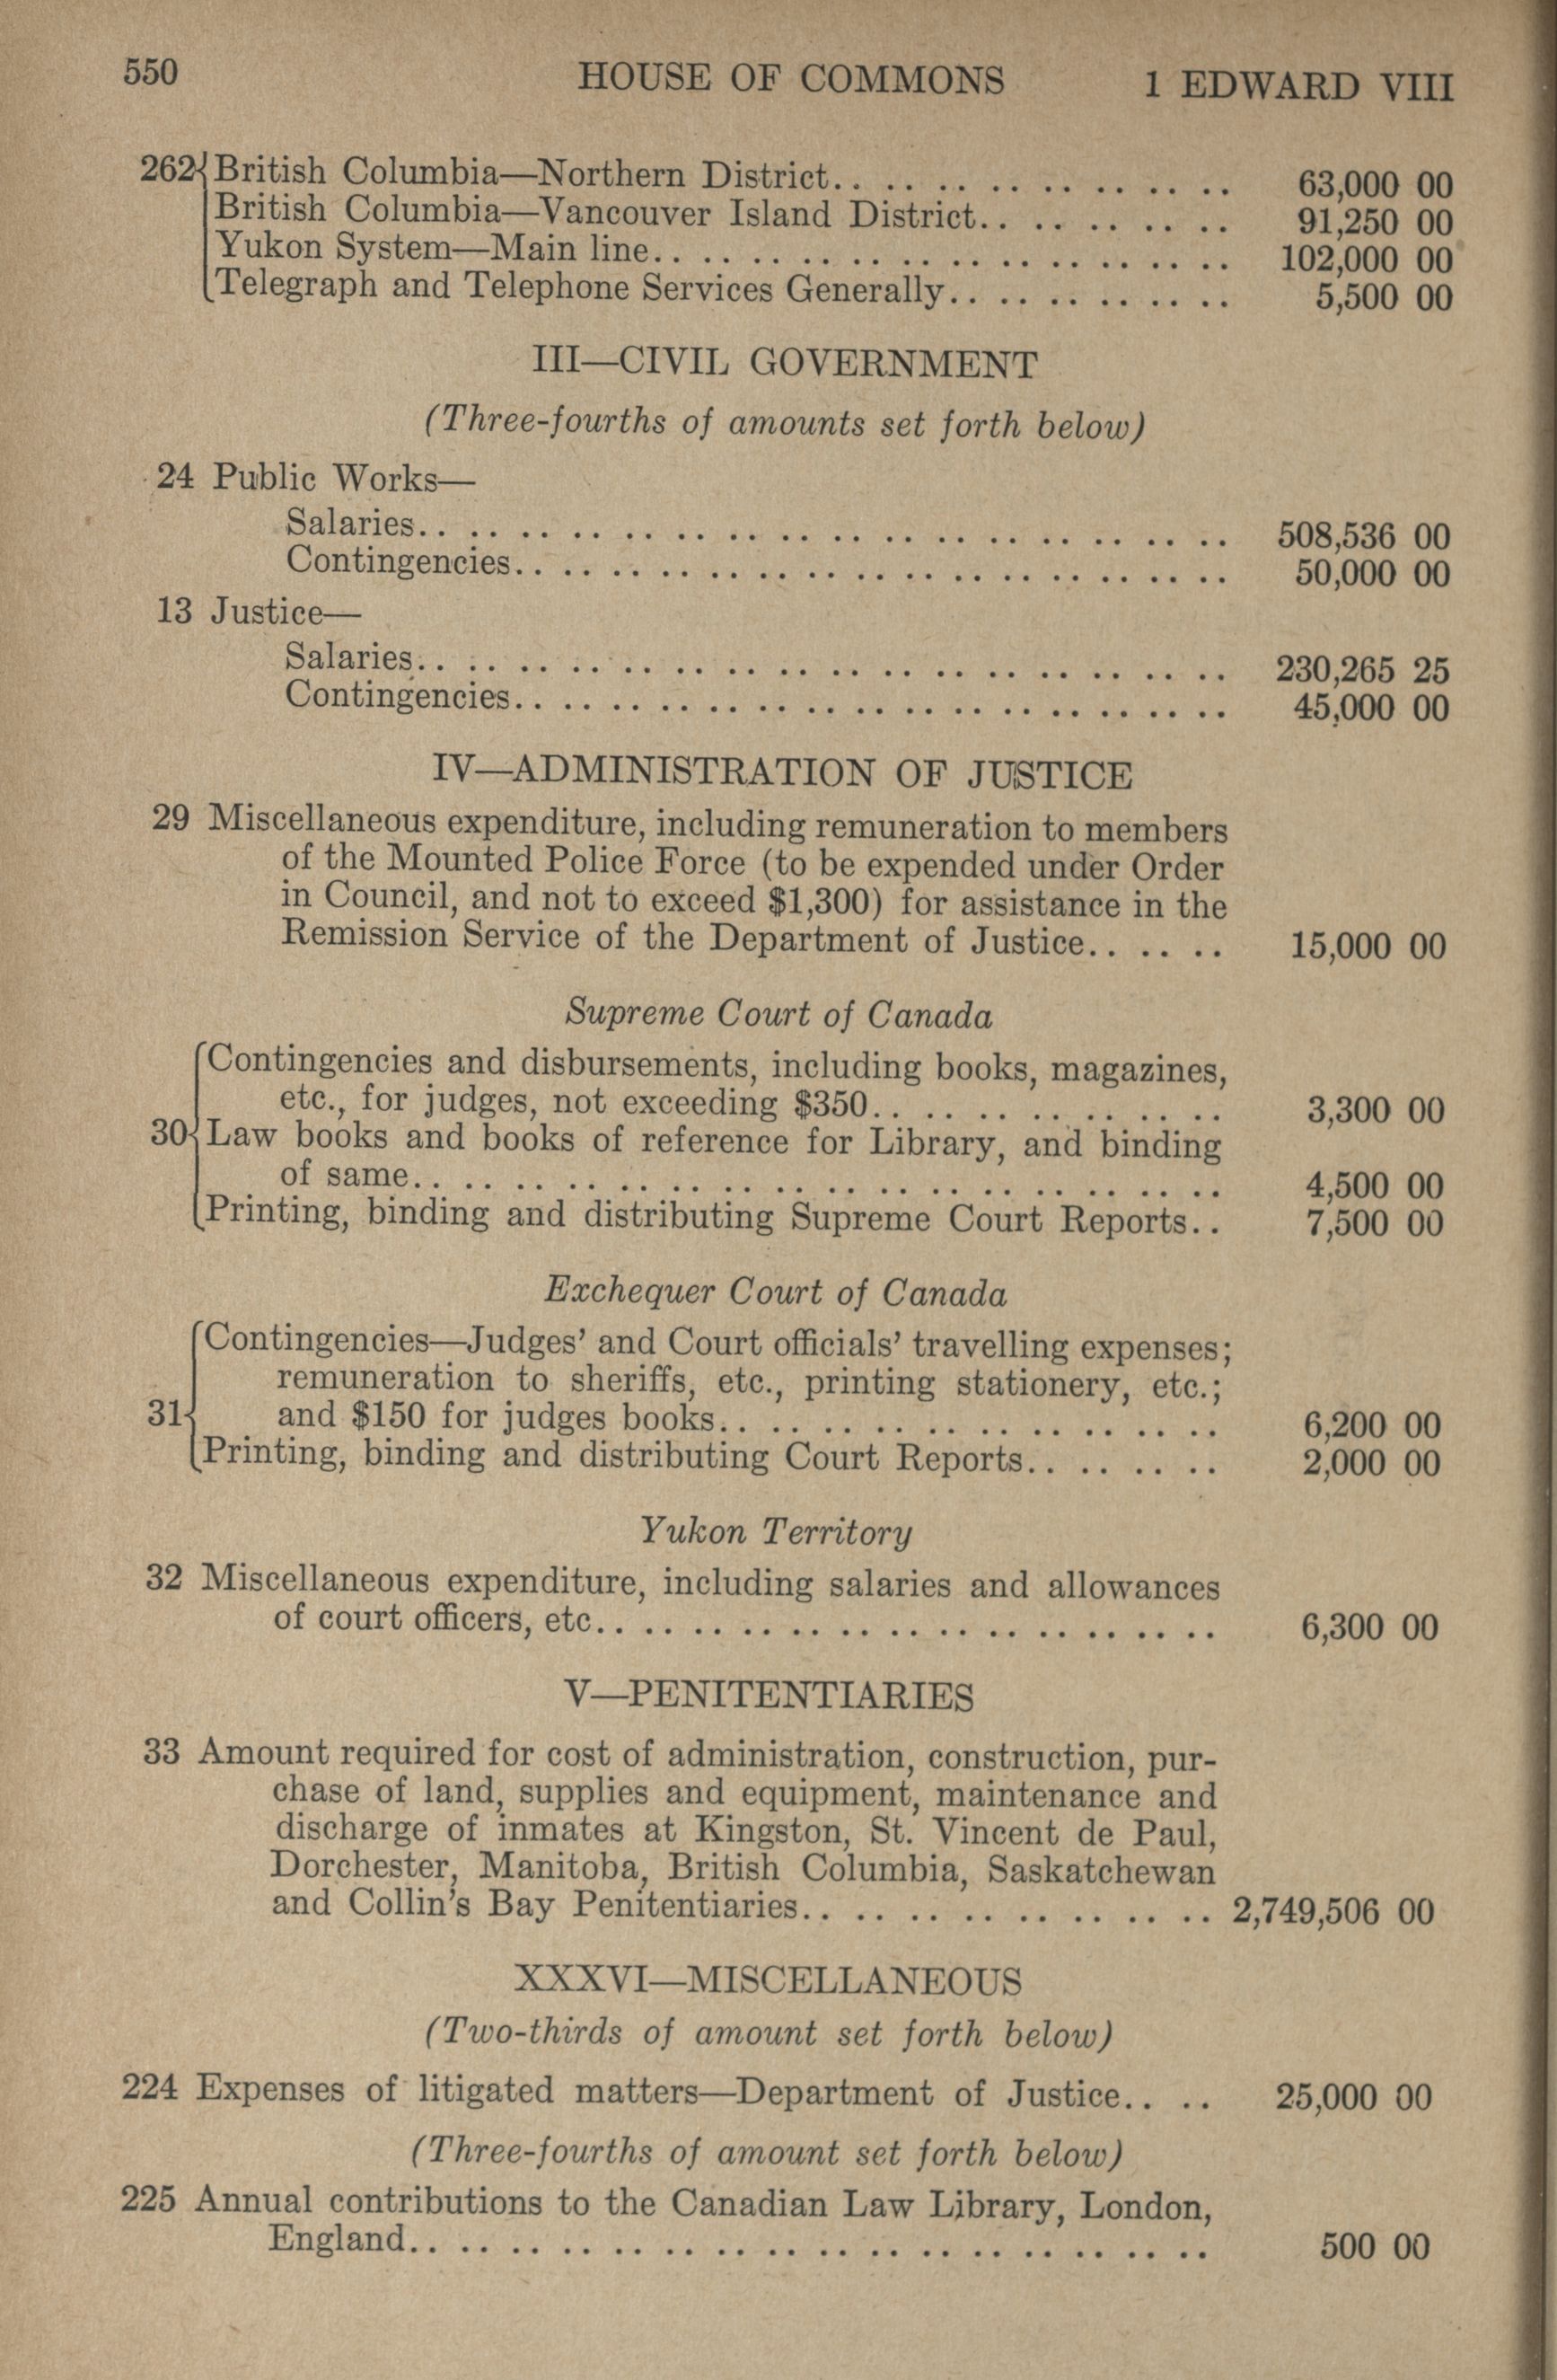 550 HOUSE OF COMMONS 1 EDWARD VIII
262 British Columbia—Northern District.. .. .. .. .. .. .. .. 63,000 00
British Columbia—Vancouver Island District.. .. .. .. .. 91,250 00
Yukon System—Main line.. .. .. .. .. .. .. .. .. .. .. .. 102,000 00
Telegraph and Telephone Services Generally.. .. .. .. .. .. 5,500 00
III—CIVIL GOVERNMENT
(Three-fourths of amounts set forth below)
24 Public Works—
Salaries.. .. .. .. .. .. .. .. .. .. .. .. .. .. .. .. 508,536 00
Contingencies.. .. .. .. .. .. .. .. .. .. .. .. .. .. .. 50,000 00
13 Justice—
Salaries.. .. .. .. .. .. .. .. .. .. .. .. .. .. .. .. 230,265 25
Contingencies.. .. .. .. .. .. .. .. .. .. .. .. .. .. .. 45,000 00
IV—ADMINISTRATION OF JUSTICE
29 Miscellaneous expenditure, including remuneration to members
of the Mounted Police Force (to be expended under Order
in Council, and not to exceed $1,300) for assistance in the
Remission Service of the Department of Justice.. .. .. .. 15,000 00
Supreme Court of Canada
Contingencies and disbursements, including books, magazines,
etc., for judges, not exceeding $350.. .. .. .. .. .. .. 3,300 00
30 Law books and books of reference for Library, and binding
of same.. .. .. .. .. .. .. .. .. .. .. .. .. .. .. .. 4,500 00
Printing, binding and distributing Supreme Court Reports.. 7,500 00
Exchequer Court of Canada
Contingencies—Judges' and Court officials' travelling expenses;
remuneration to sheriffs, etc., printing stationery, etc.;
31 and $150 for judges books.. .. .. .. .. .. .. .. .. .. 6,200 00
Printing, binding and distributing Court Reports.. .. .. .. 2,000 00
Yukon Territory
32 Miscellaneous expenditure, including salaries and allowances
of court officers, etc.. .. .. .. .. .. .. .. .. .. .. .. .. 6,300 00
V—PENITENTIARIES
33 Amount required for cost of administration, construction, pur-
chase of land, supplies and equipment, maintenance and
discharge of inmates at Kingston, St. Vincent de Paul,
Dorchester, Manitoba, British Columbia, Saskatchewan
and Collin's Bay Penitentiaries.. .. .. .. .. .. .. .. 2,749,506 00
XXXVI—MISCELLANEOUS
(Two-thirds of amount set forth below)
224 Expenses of litigated matters—Department of Justice.. .. 25,000 00
(Three-fourths of amount set forth below)
225 Annual contributions to the Canadian Law Library, London,
England.. .. .. .. .. .. .. .. .. .. .. .. .. .. .. .. 500 00